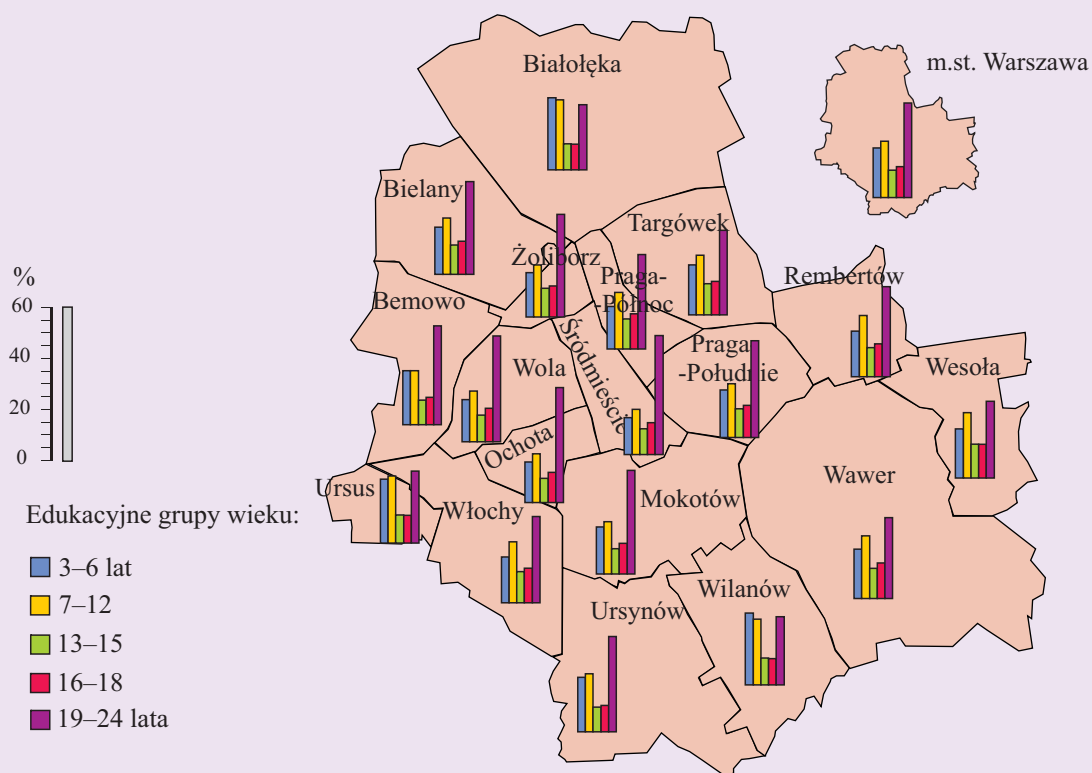 Białołęka
m.st. Warszawa
Bielany
Targówek
Żoliborz
Praga-
-Północ
Rembertów
%
60
40
20
0
Bemowo
Śródmieście
Praga-
-Południe
Wola
Wesoła
Ochota
Ursus
Włochy
Mokotów
Wawer
Edukacyjne grupy wieku:
3–6 lat
7–12
13–15
16–18
19–24 lata
Ursynów
Wilanów